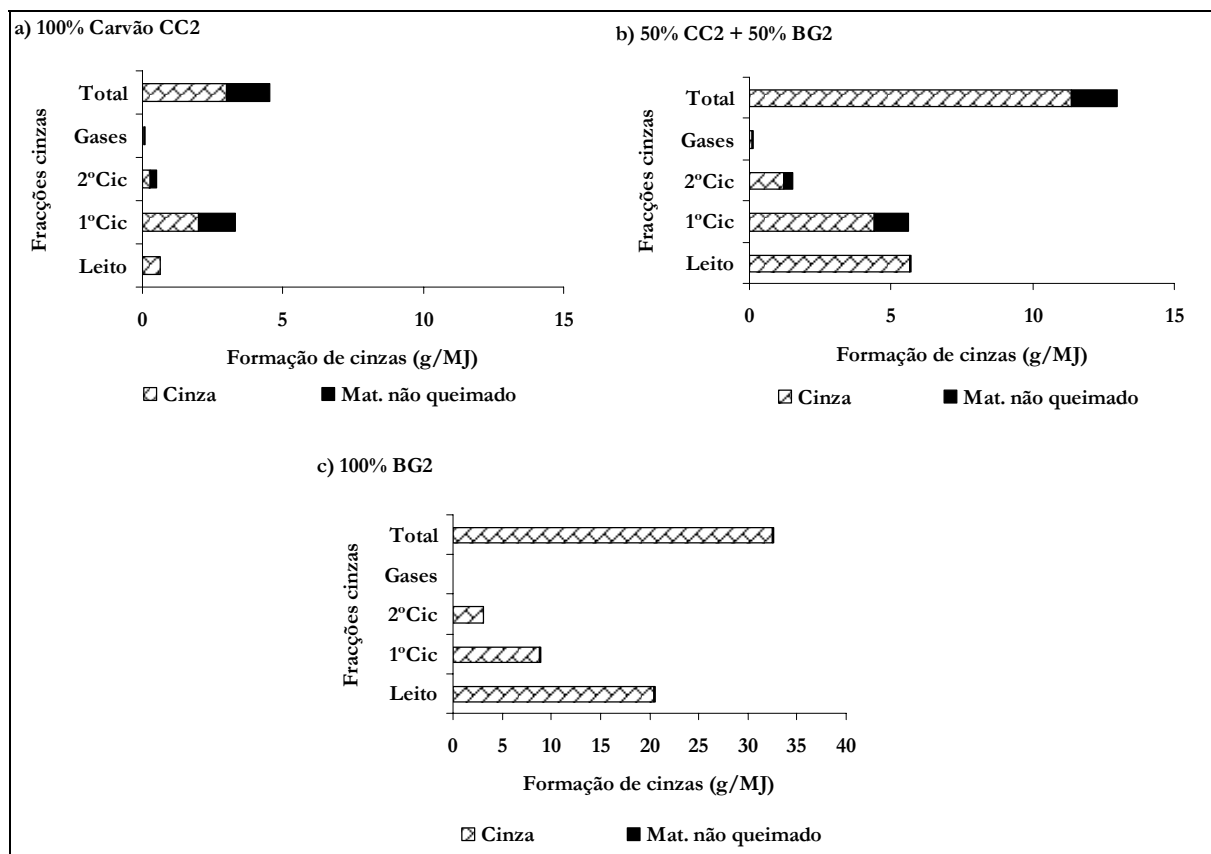 a) 100% Carvão CC2
Fracções cinzas
Total
Gases
2ºCic
1ºCic
Leito
0 5 10 15
Formação de cinzas (g/MJ)
Cinza Mat. não queimado
b) 50% CC2 + 50% BG2
Fracções cinzas
Total
Gases
2ºCic
1ºCic
Leito
0 5 10 15
Formação de cinzas (g/MJ)
Cinza Mat. não queimado
c) 100% BG2
Fracções cinzas
Total
Gases
2ºCic
1ºCic
Leito
0 5 10 15 20 25 30 35 40
Formação de cinzas (g/MJ)
Cinza Mat. não queimado